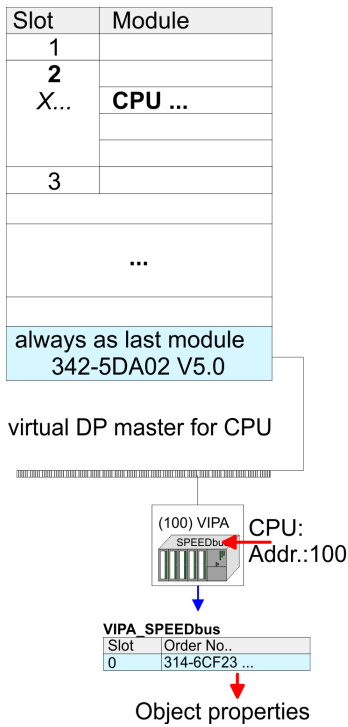 Slot Module
1
2
X... CPU ...
3
...
always as last module
342-5DA02 V5.0
virtual DP master for CPU
(100) VIPA
CPU:
SPEEDbus
Addr.:100
VIPA_SPEEDbus
Slot Order No..
0 314-6CF23 ...
Object properties